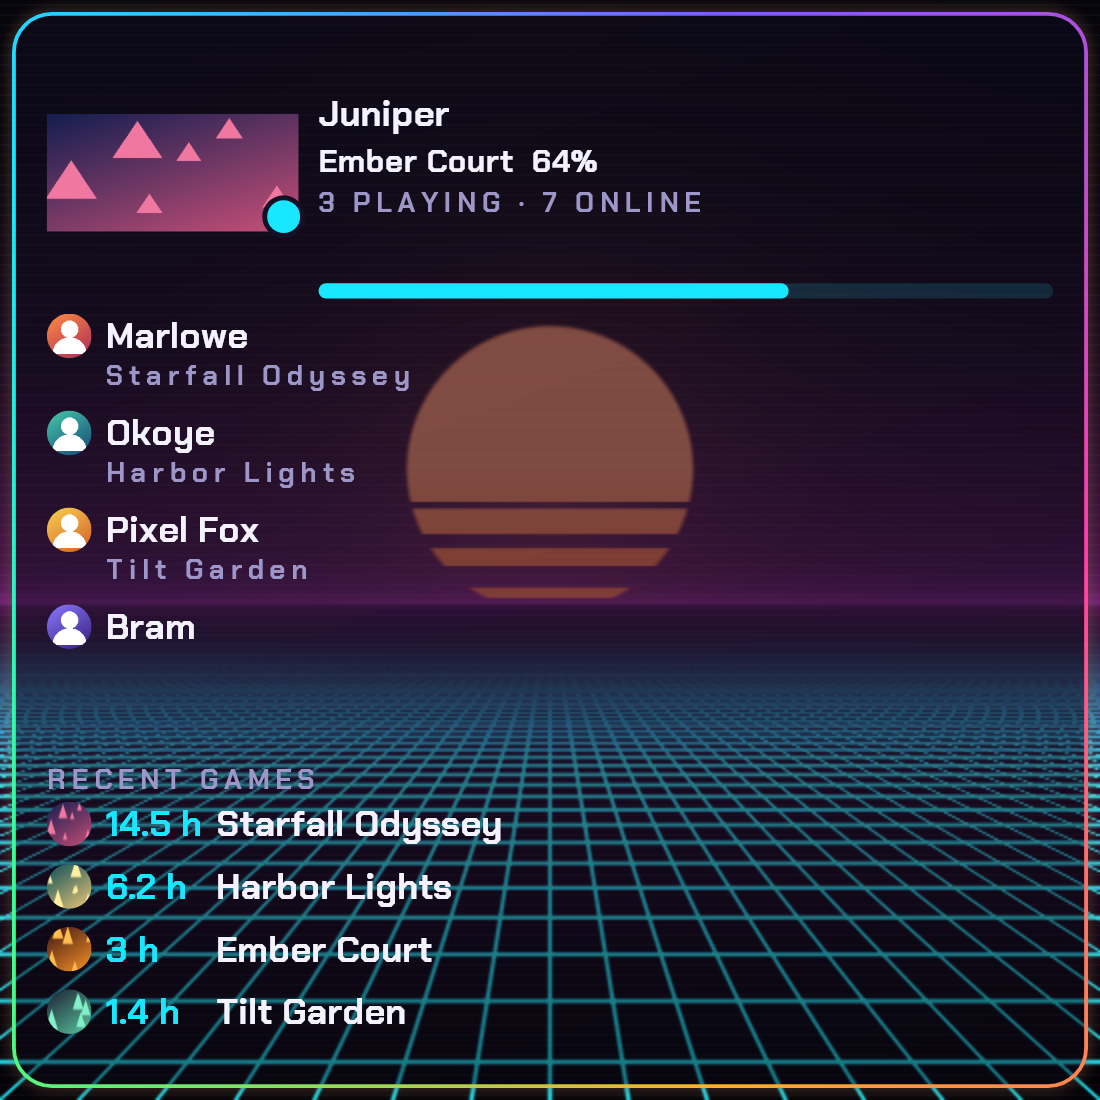 Juniper
Ember Court 64%
3 PLAYING · 7 ONLINE
Marlowe
Starfall Odyssey
Okoye
Harbor Lights
Pixel Fox
Tilt Garden
Bram
RECENT GAMES
14.5 h Starfall Odyssey
6.2 h Harbor Lights
3 h Ember Court
1.4 h Tilt Garden